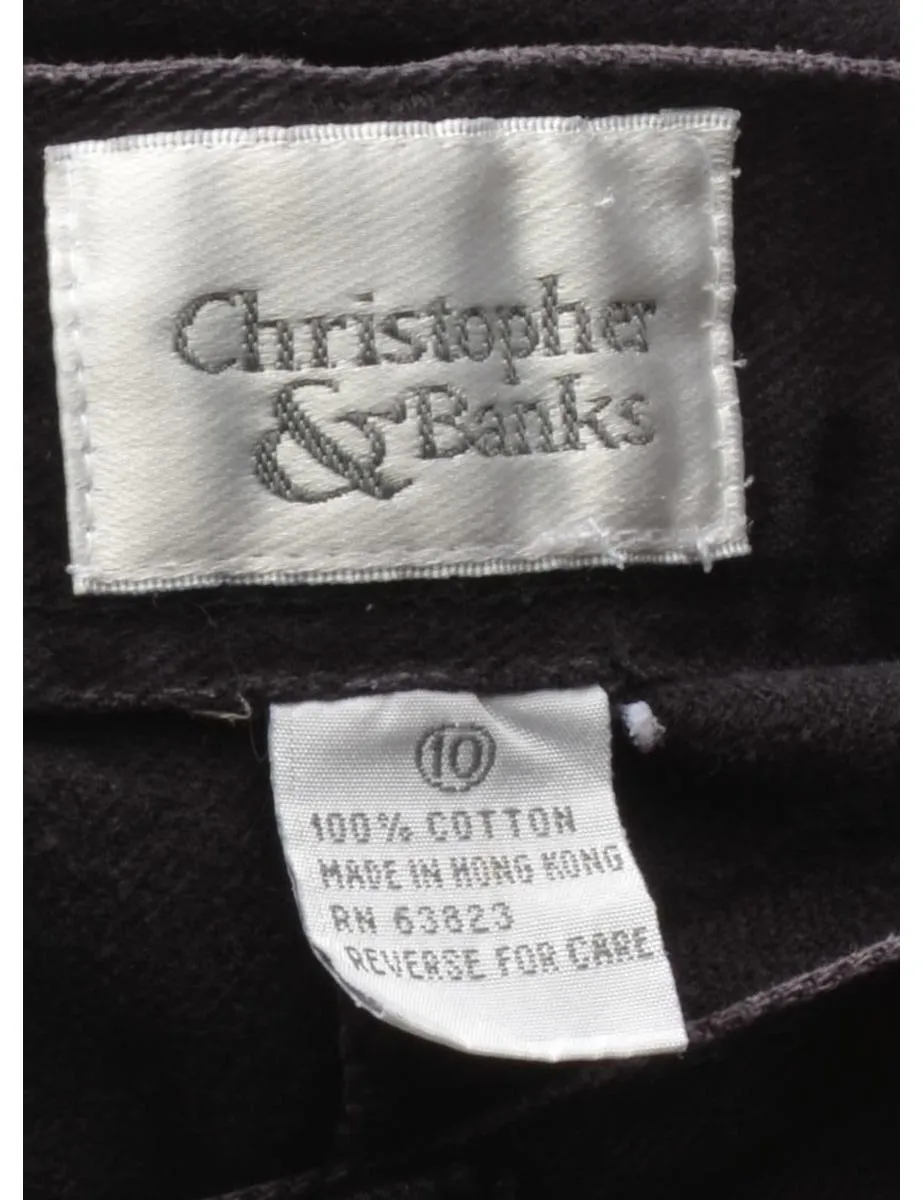 Christopher
& Banks
10
100% COTTON
MADE IN HONG KONG
RN 63823
REVERSE FOR CARE